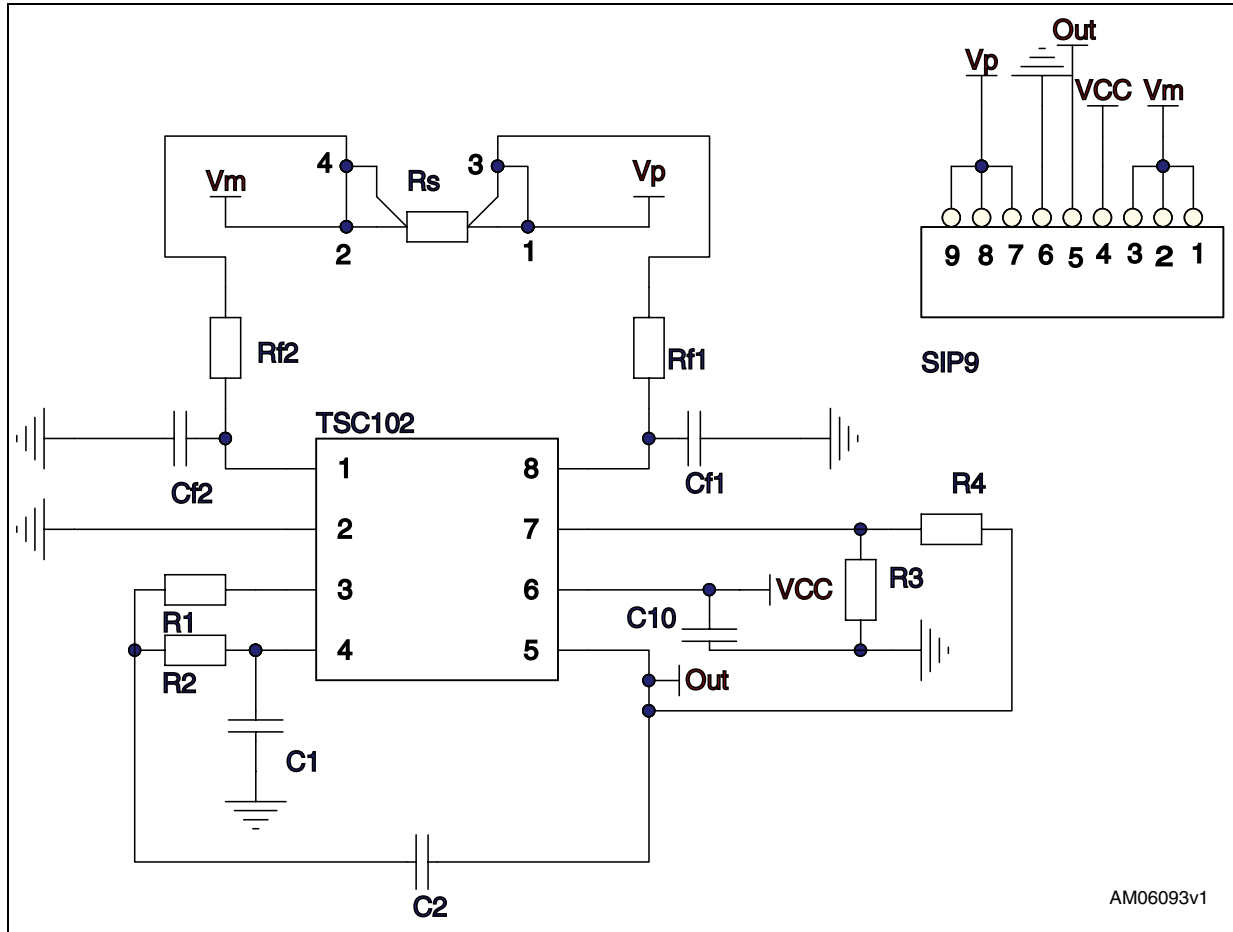 Out
Vp
VCC Vm
4 Rs 3 Vp
Vm
2 1
9 8 7 6 5 4 3 2 1
Rf2 Rf1
SIP9
TSC102
1 8
Cf2 Cf1
R4
2 7
3 6
R1
R3
VCC
C10
4 5
R2
Out
C1
C2
AM06093v1